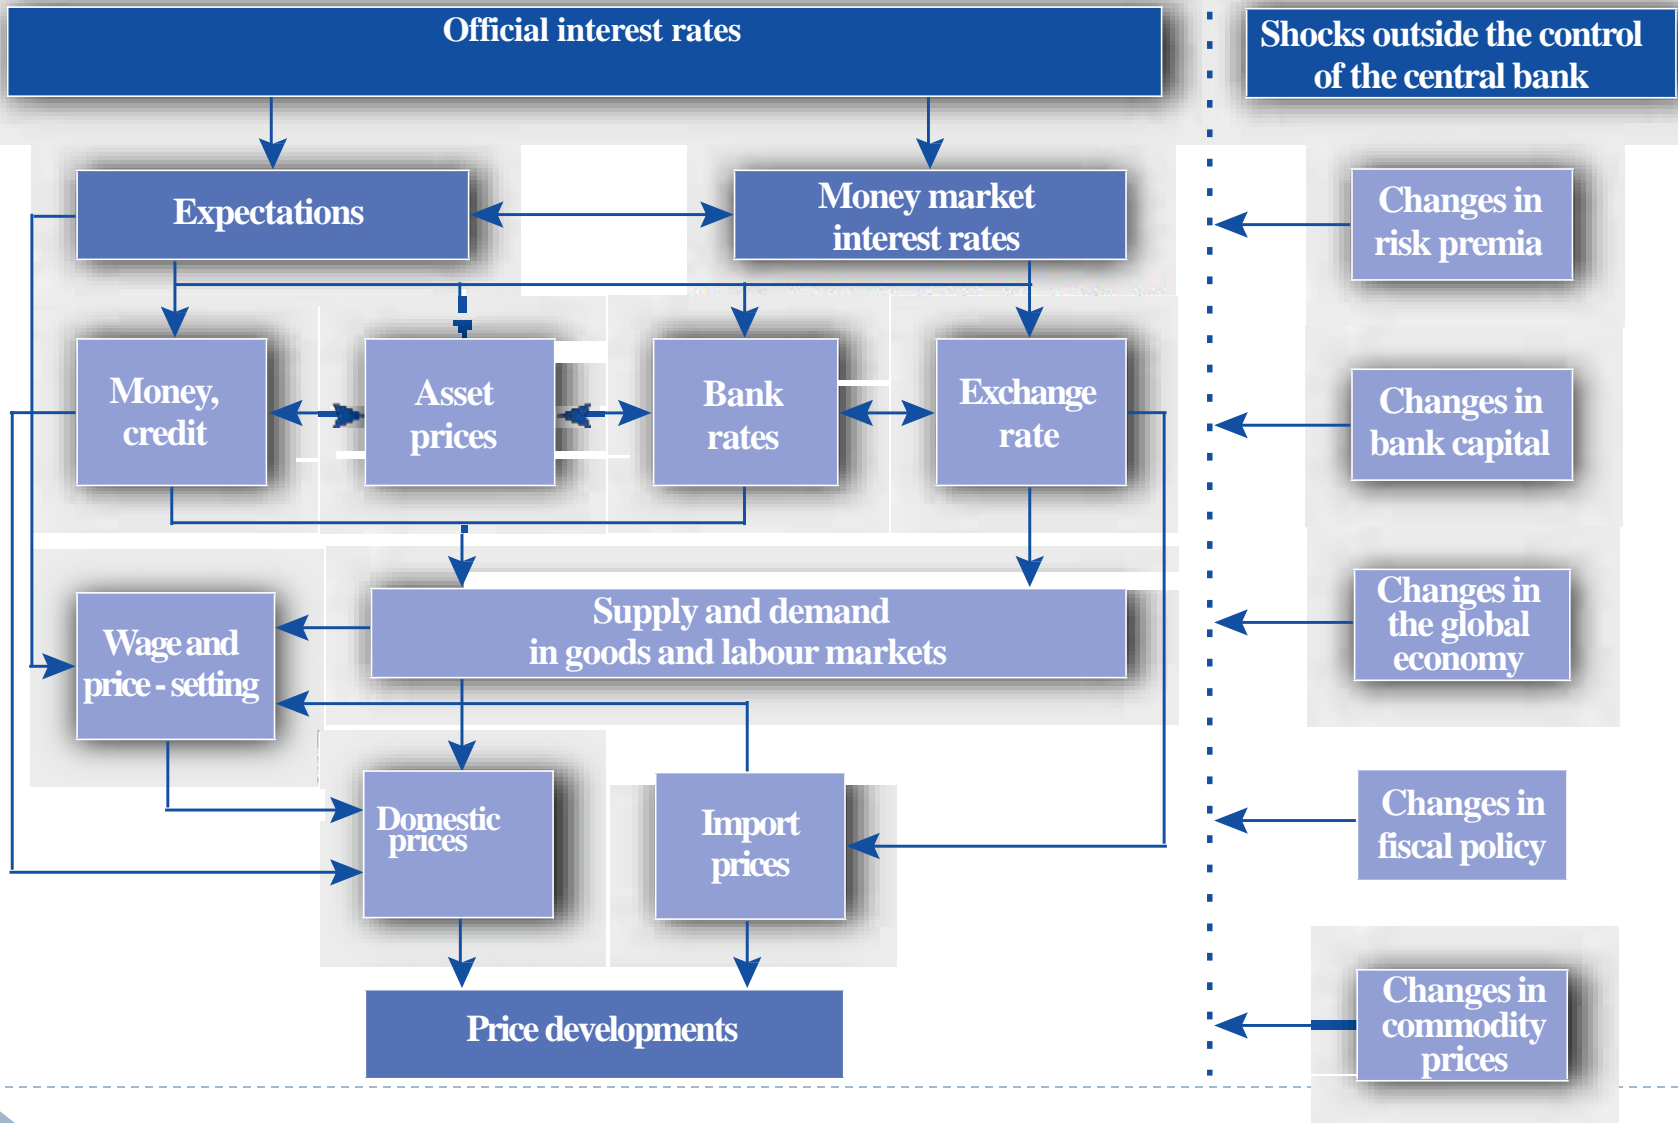 Official interest rates
Shocks outside the control
of the central bank
Expectations
Money market
interest rates
Changes in
risk premia
Money,
credit
Asset
prices
Bank
rates
Exchange
rate
Changes in
bank capital
Supply and demand
in goods and labour markets
Wage and
price - setting
Changes in
the global
economy
Domestic
prices
Import
prices
Changes in
fiscal policy
Price developments
Changes in
commodity
prices